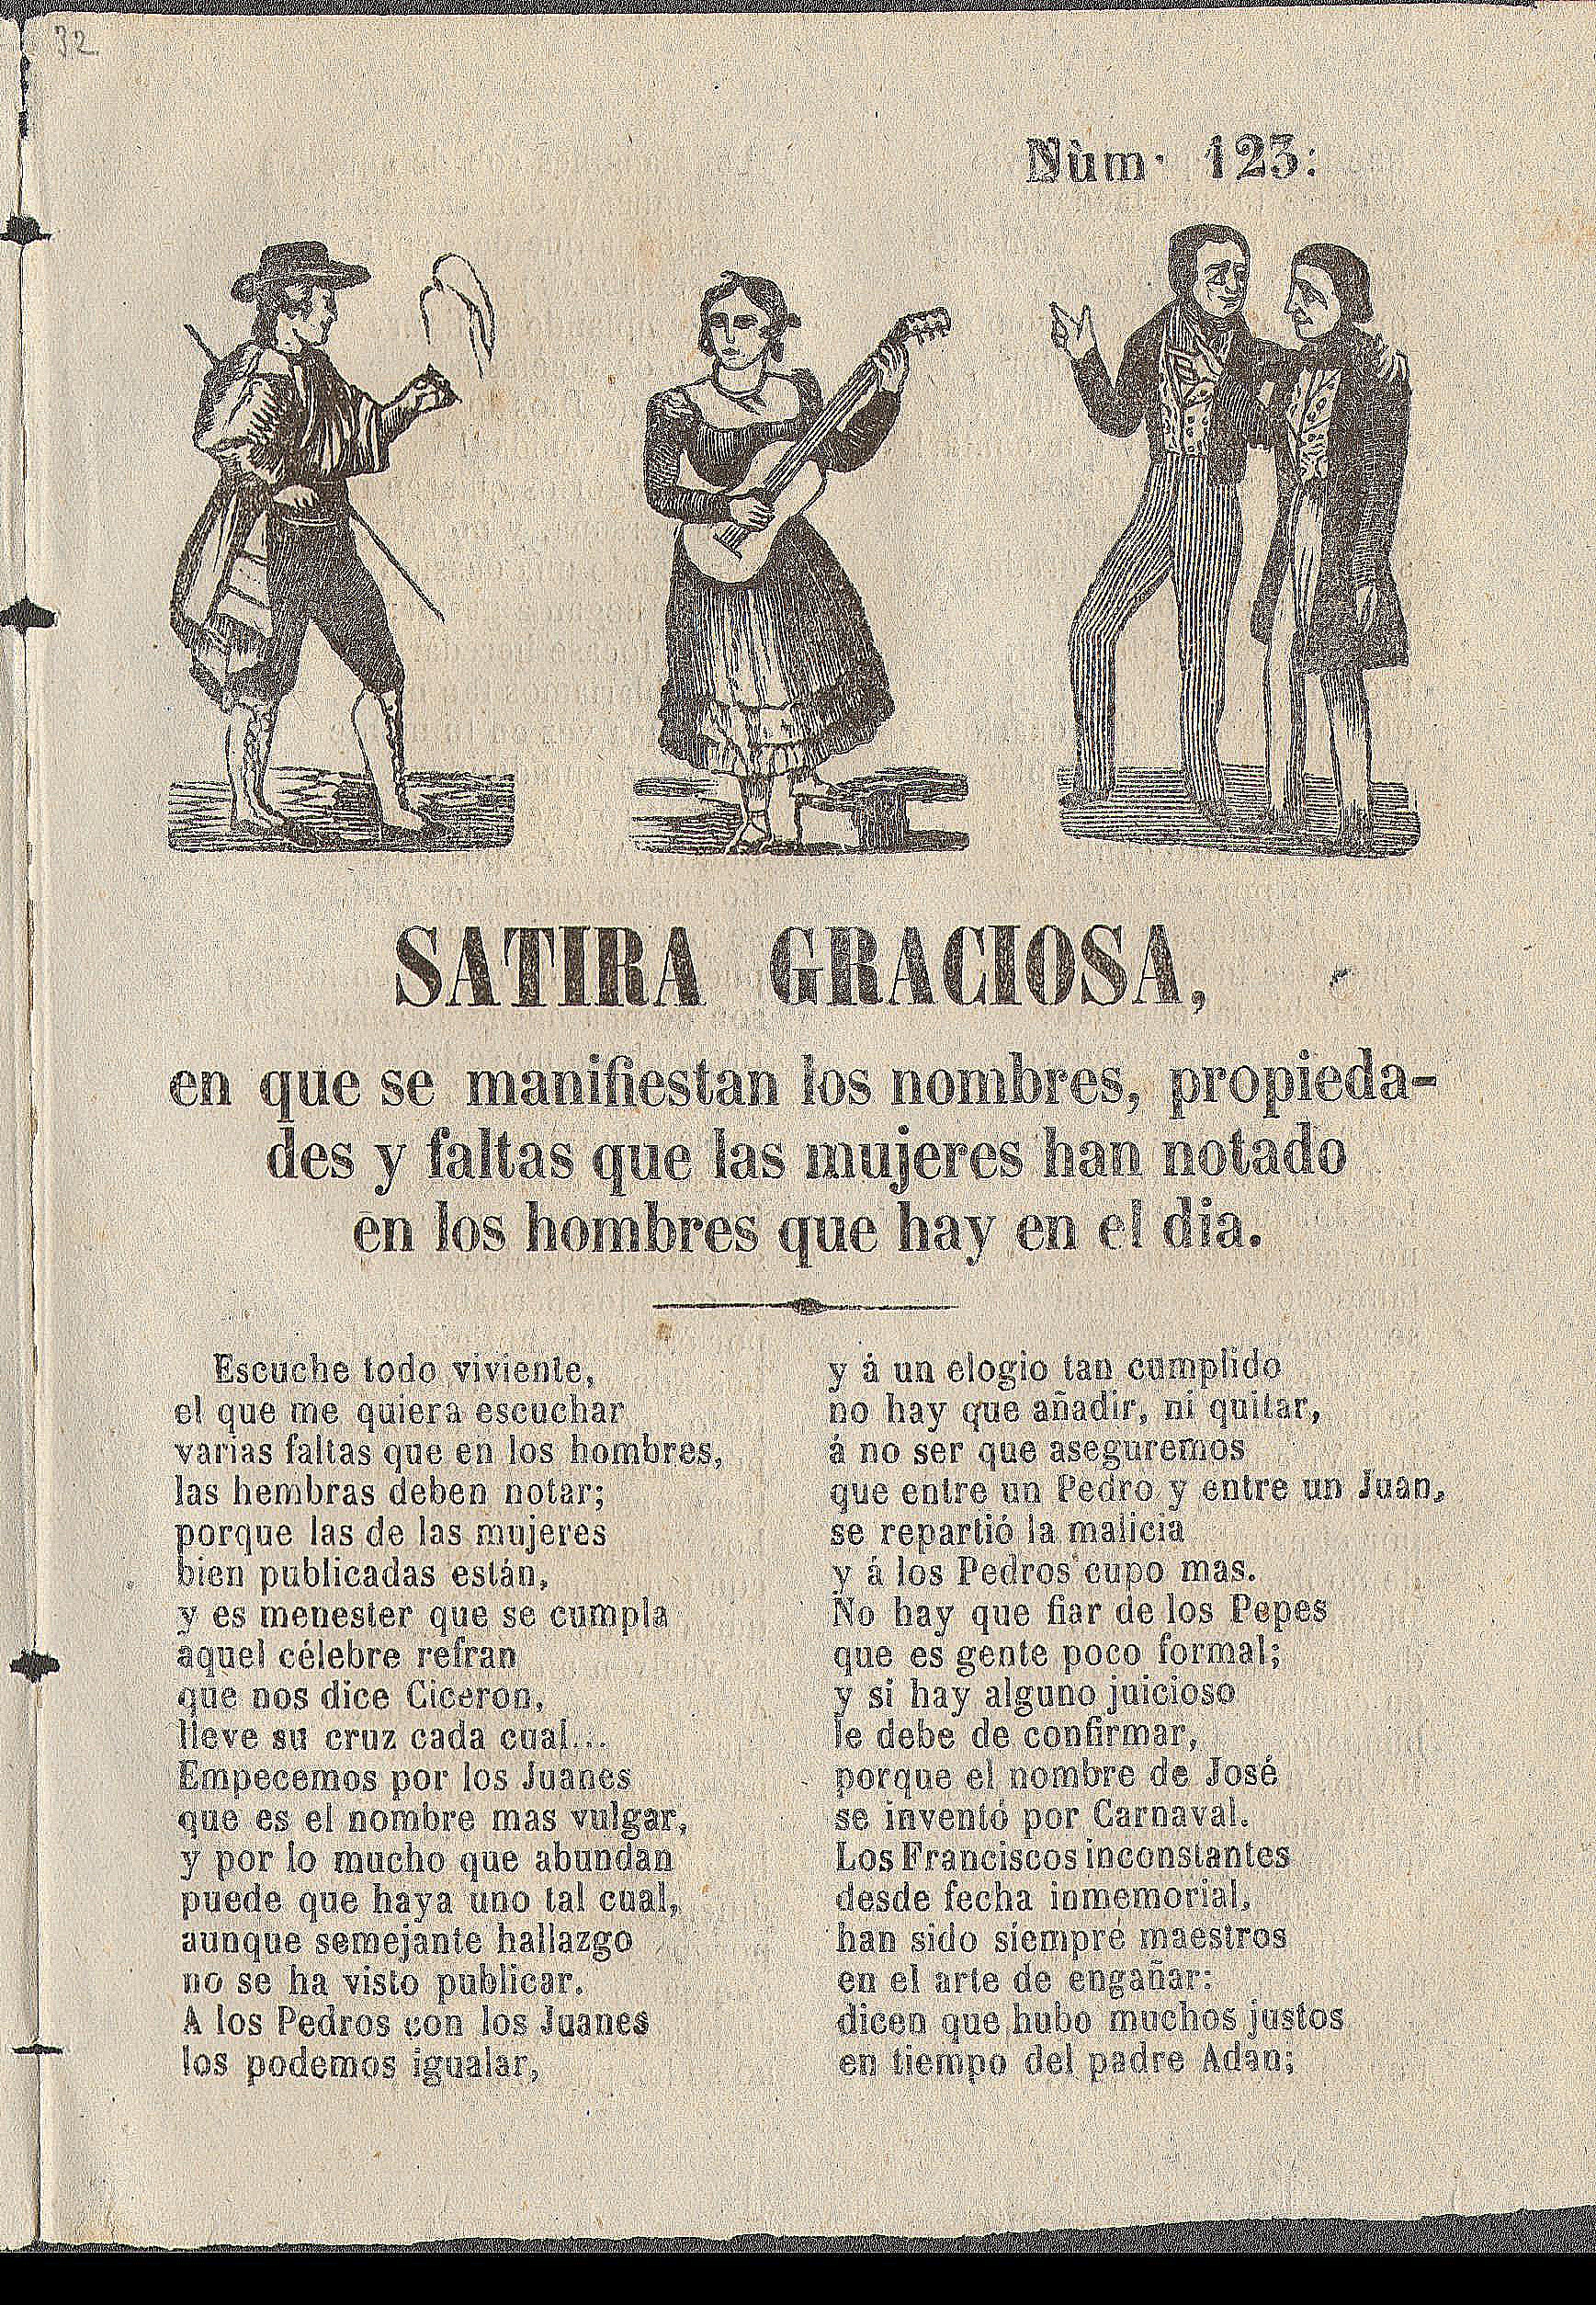 32
Nùm· 123:
SATIRA GRACIOSA,
en que se manifiestan los nombres, propieda-
des y faltas que las mujeres han notado
en los hombres que hay en el dia.
Escuche todo viviente,
el que me quiera escuchar
varias faltas que en los hombres,
las hembras deben notar;
porque las de las mujeres
bien publicadas están,
y es menester que se cumpla
aquel célebre refran
que nos dice Ciceron,
lleve su cruz cada cual...
Empecemos por los Juanes
que es el nombre mas vulgar,
y por lo mucho que abundan
puede que haya uno tal cual,
aunque semejante hallazgo
no se ha visto publicar.
A los Pedros con los Juanes
los podemos igualar,
y á un elogio tan cumplido
no hay que añadir, ni quitar,
á no ser que aseguremos
que entre un Pedro y entre un Juan,
se repartió la malicia
y á los Pedros cupo mas.
No hay que fiar de los Pepes
que es gente poco formal;
y si hay alguno juicioso
le debe de confirmar,
porque el nombre de José
se inventó por Carnaval.
Los Franciscos inconstantes
desde fecha inmemorial,
han sido siempré maestros
en el arte de engañar:
dicen que hubo muchos justos
en tiempo del padre Adan;